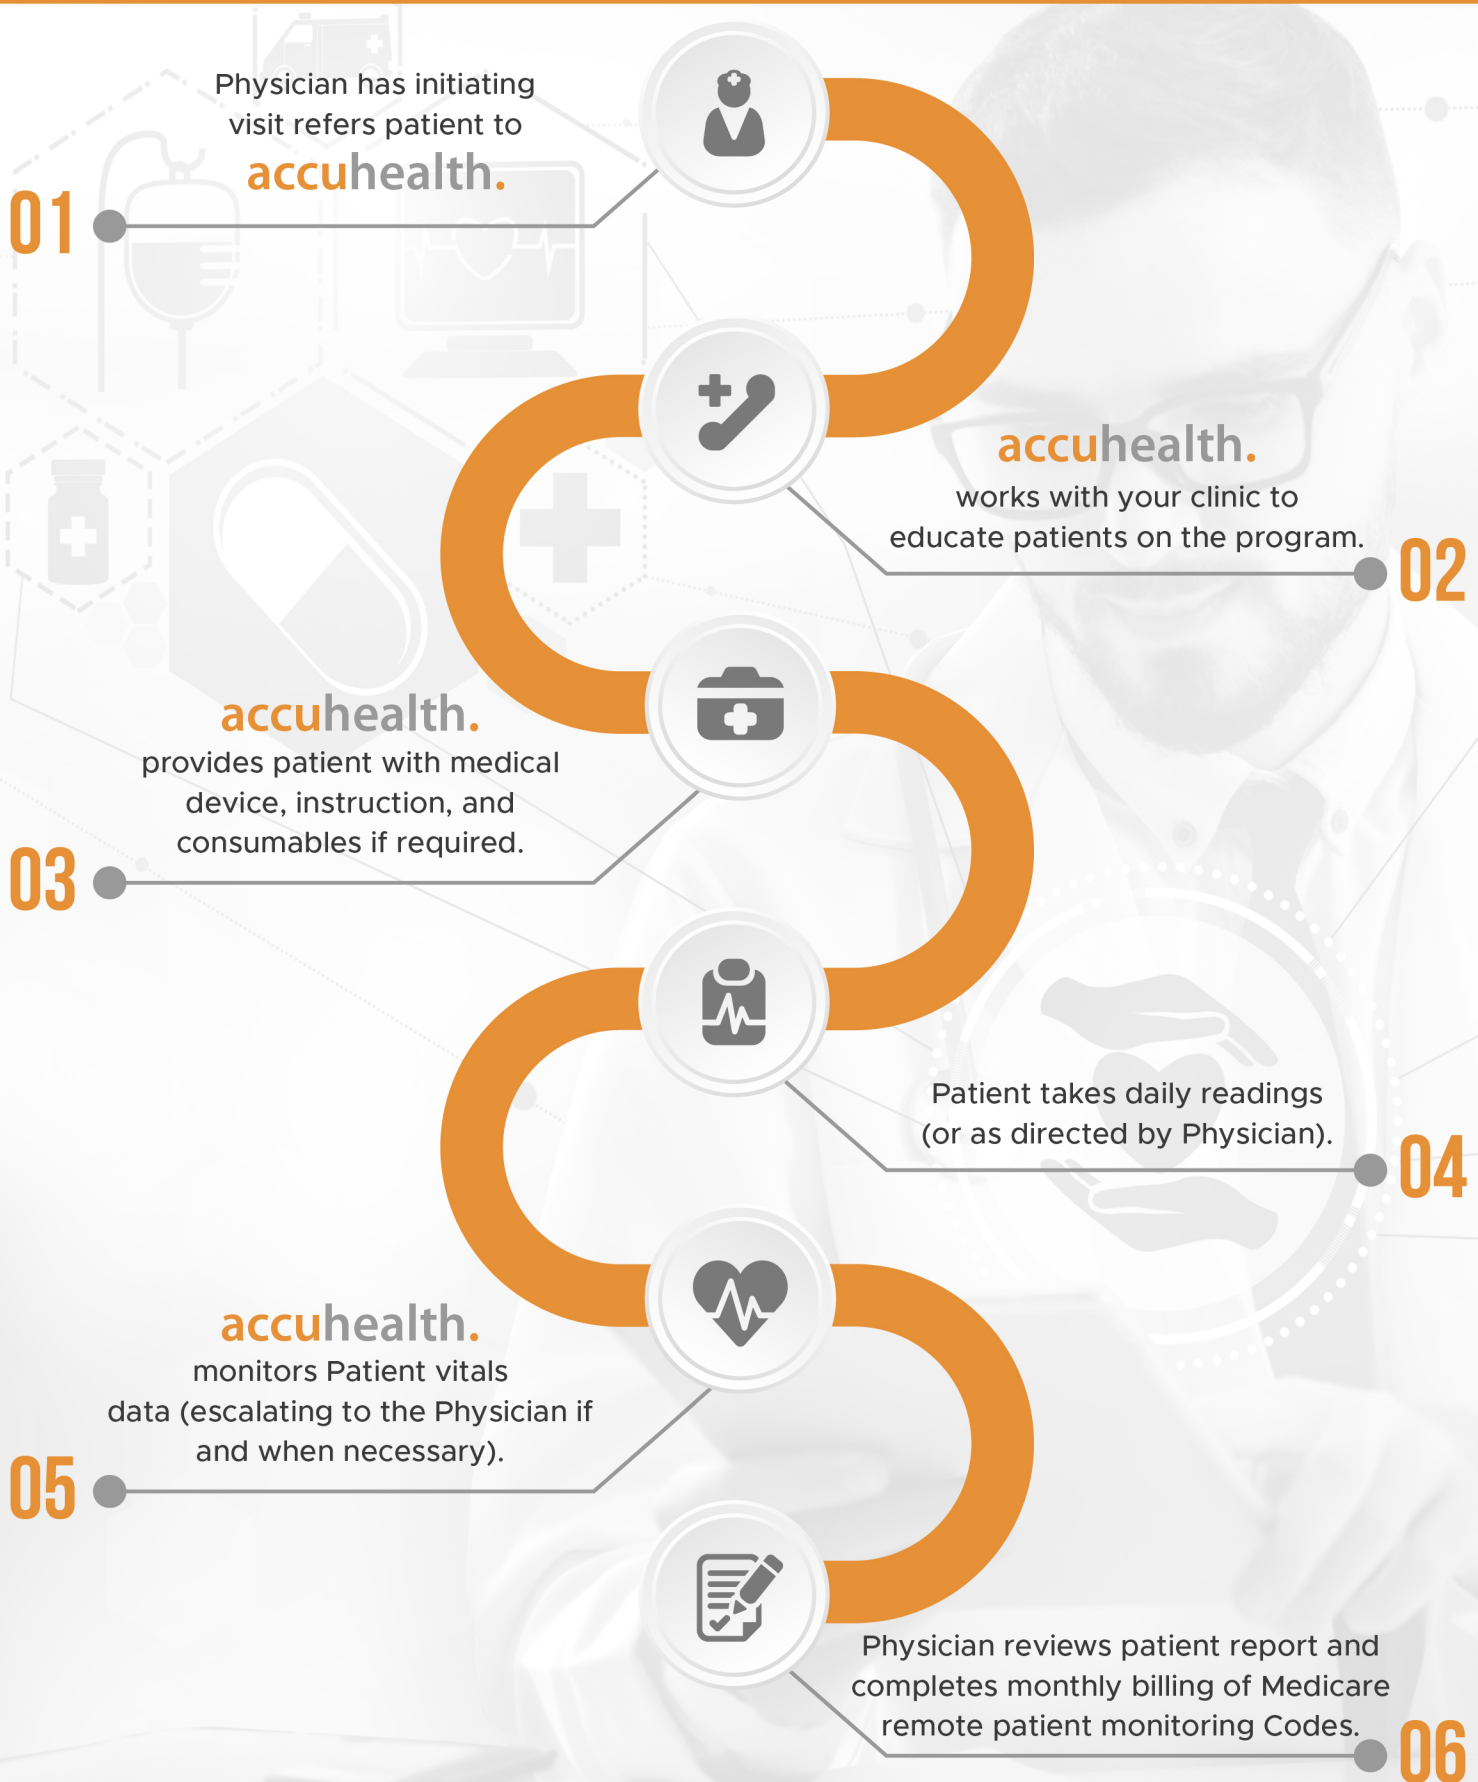 Physician has initiating
visit refers patient to
accuhealth.
01
accuhealth.
works with your clinic to
educate patients on the program.
02
accuhealth.
provides patient with medical
device, instruction, and
consumables if required.
03
Patient takes daily readings
(or as directed by Physician).
04
accuhealth.
monitors Patient vitals
data (escalating to the Physician if
and when necessary).
05
Physician reviews patient report and
completes monthly billing of Medicare
remote patient monitoring Codes.
06